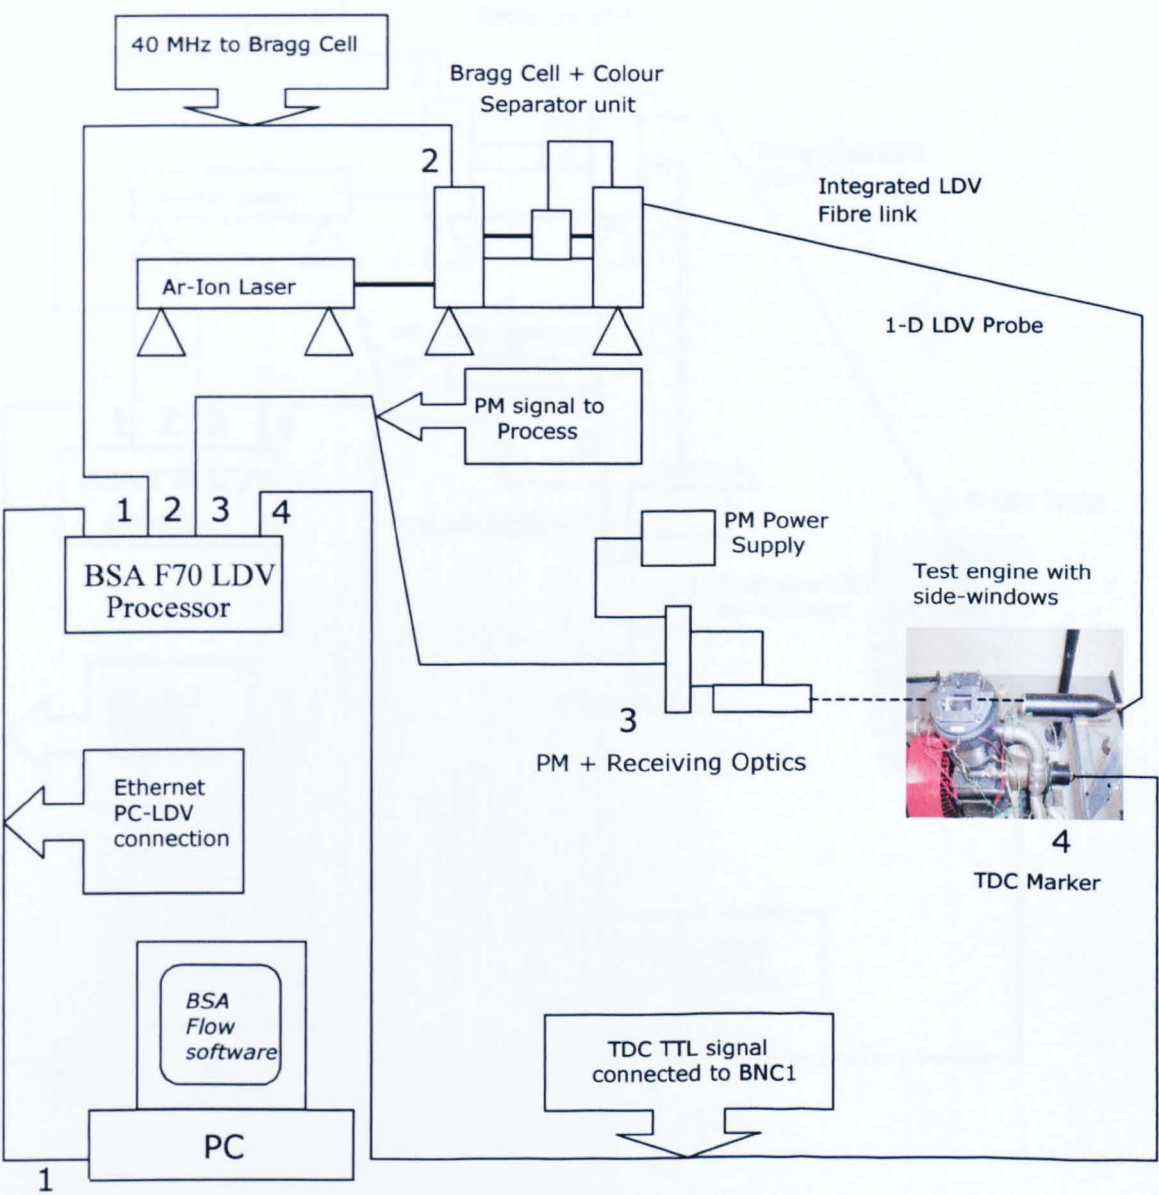 40 MHz to Bragg Cell
Bragg Cell + Colour
Separator unit
2
Integrated LDV
Fibre link
Ar-Ion Laser
1-D LDV Probe
PM signal to
Process
1 2 3 4
BSA F70 LDV
Processor
PM Power
Supply
Test engine with
side-windows
3
PM + Receiving Optics
Ethernet
PC-LDV
connection
4
TDC Marker
BSA
Flow
software
TDC TTL signal
connected to BNC1
PC
1